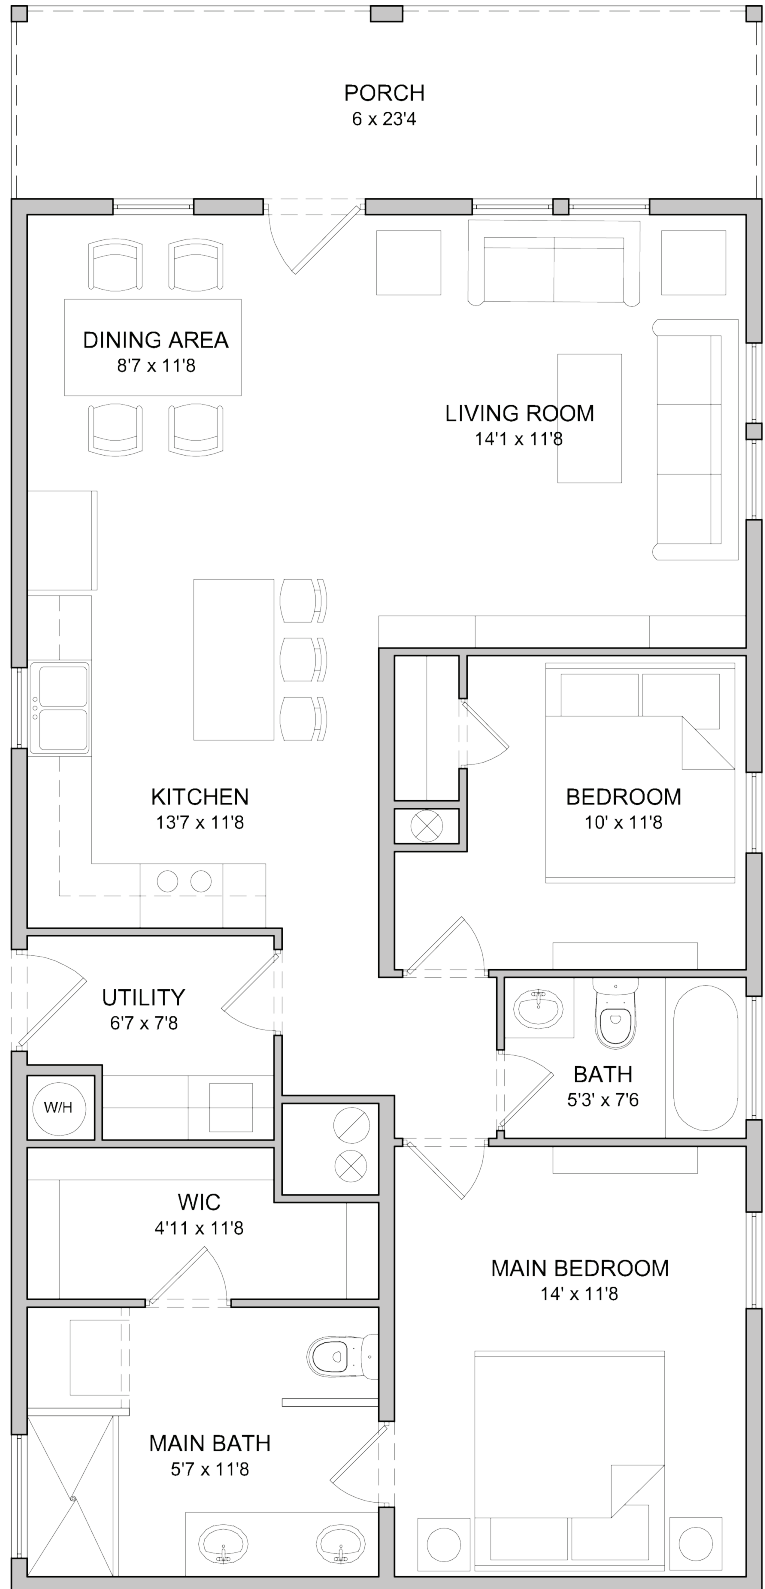 PORCH
6 x 23'4
DINING AREA
8'7 x 11'8
LIVING ROOM
14'1 x 11'8
KITCHEN
13'7 x 11'8
BEDROOM
10' x 11'8
UTILITY
6'7 x 7'8
BATH
5'3' x 7'6
W/H
WIC
4'11 x 11'8
MAIN BEDROOM
14' x 11'8
MAIN BATH
5'7 x 11'8